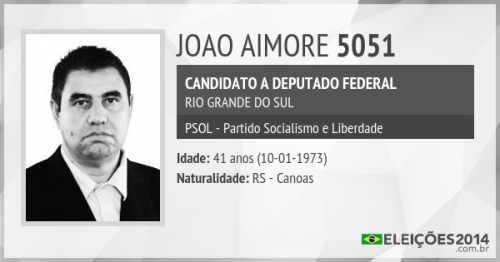 JOAO AIMORE 5051
CANDIDATO A DEPUTADO FEDERAL
RIO GRANDE DO SUL
PSOL - Partido Socialismo e Liberdade
Idade: 41 anos (10-01-1973)
Naturalidade: RS - Canoas
ELEIÇÕES2014
.com.br